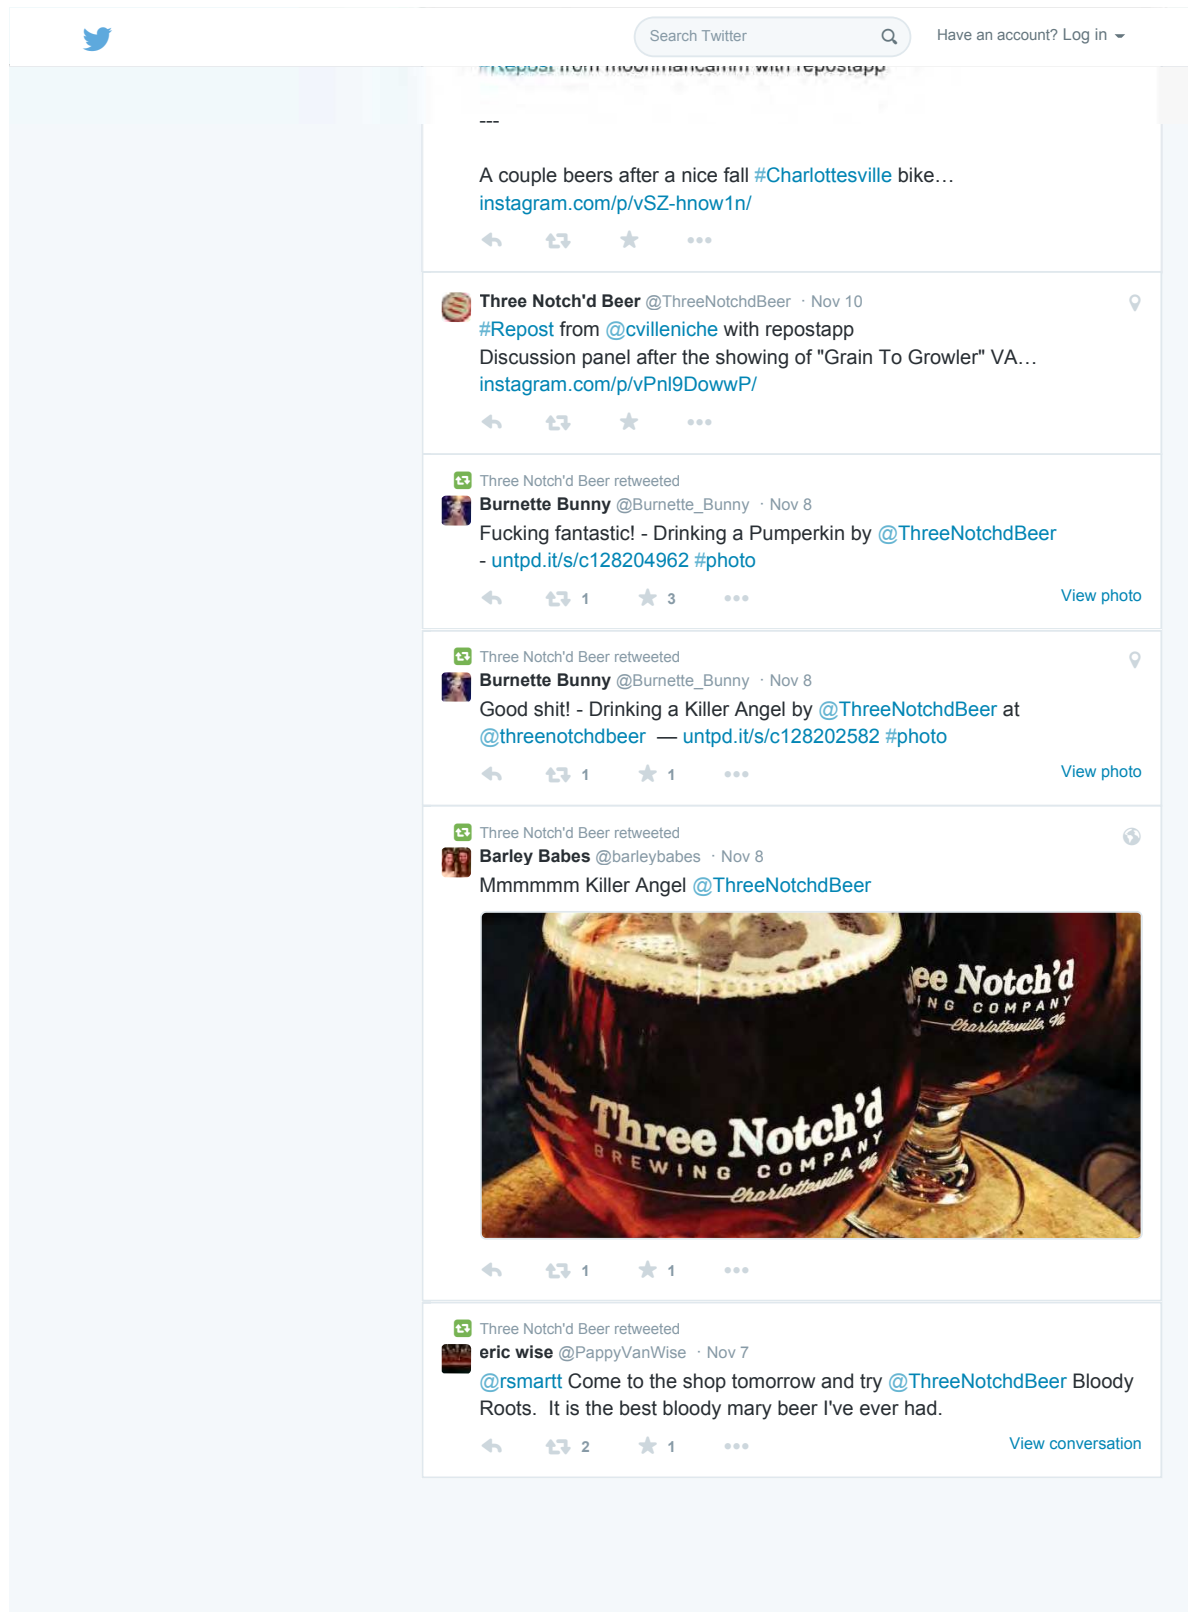 Search Twitter
Have an account? Log in
#Repost from moonmancamm with repostapp
---
A couple beers after a nice fall #Charlottesville bike…
instagram.com/p/vSZ-hnow1n/
Three Notch'd Beer @ThreeNotchdBeer · Nov 10
#Repost from @cvilleniche with repostapp
Discussion panel after the showing of "Grain To Growler" VA…
instagram.com/p/vPnl9DowwP/
Three Notch'd Beer retweeted
Burnette Bunny @Burnette_Bunny · Nov 8
Fucking fantastic! - Drinking a Pumperkin by @ThreeNotchdBeer
- untpd.it/s/c128204962 #photo
1 3 View photo
Three Notch'd Beer retweeted
Burnette Bunny @Burnette_Bunny · Nov 8
Good shit! - Drinking a Killer Angel by @ThreeNotchdBeer at
@threenotchdbeer — untpd.it/s/c128202582 #photo
1 1 View photo
Three Notch'd Beer retweeted
Barley Babes @barleybabes · Nov 8
Mmmmmm Killer Angel @ThreeNotchdBeer
ee Notch'd
ING COMPANY
Charlottesville, Va
Three Notch'd
BREWING COMPANY
Charlottesville, Va
1 1
Three Notch'd Beer retweeted
eric wise @PappyVanWise · Nov 7
@rsmartt Come to the shop tomorrow and try @ThreeNotchdBeer Bloody
Roots. It is the best bloody mary beer I've ever had.
2 1 View conversation